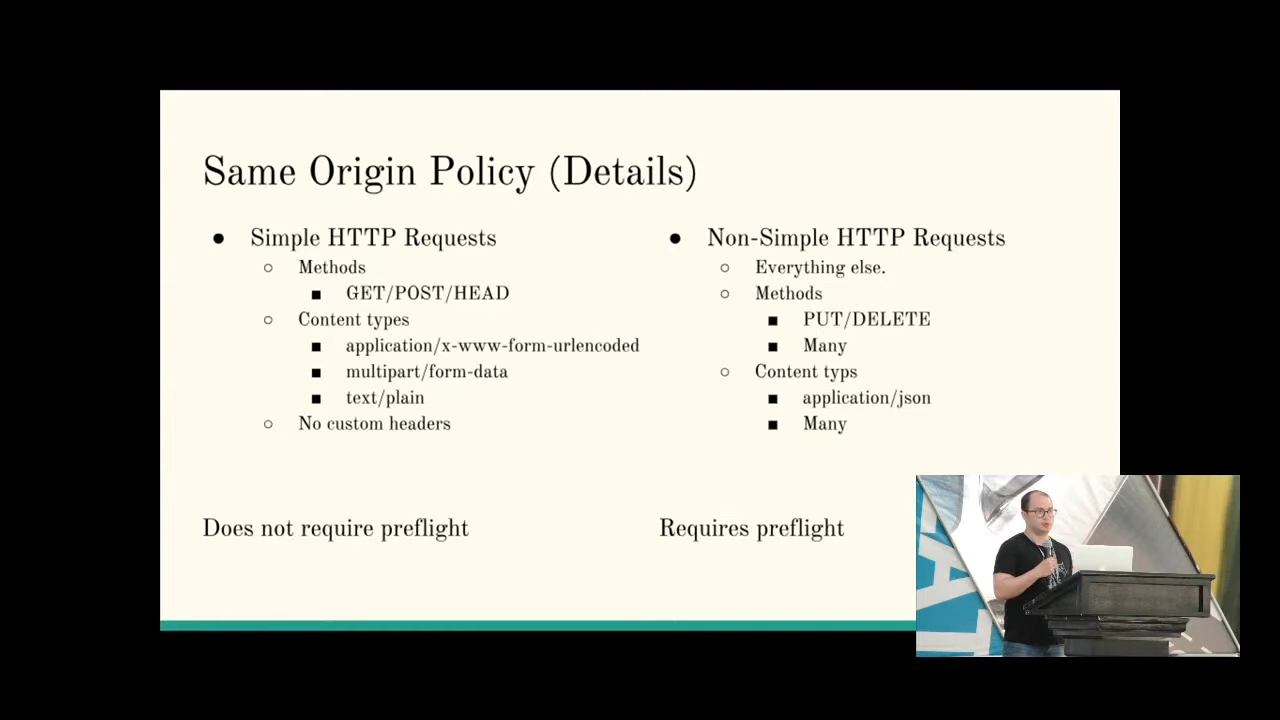 Same Origin Policy (Details)
● Simple HTTP Requests
○ Methods
■ GET/POST/HEAD
○ Content types
■ application/x-www-form-urlencoded
■ multipart/form-data
■ text/plain
○ No custom headers
Does not require preflight
● Non-Simple HTTP Requests
○ Everything else.
○ Methods
■ PUT/DELETE
■ Many
○ Content typs
■ application/json
■ Many
Requires preflight